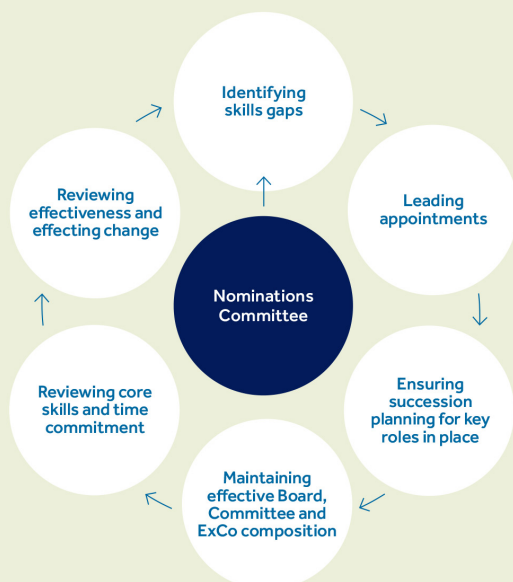 Identifying
skills gaps
Leading
appointments
Ensuring
succession
planning for key
roles in place
Maintaining
effective Board,
Committee and
ExCo composition
Reviewing core
skills and time
commitment
Reviewing
effectiveness and
effecting change
Nominations
Committee